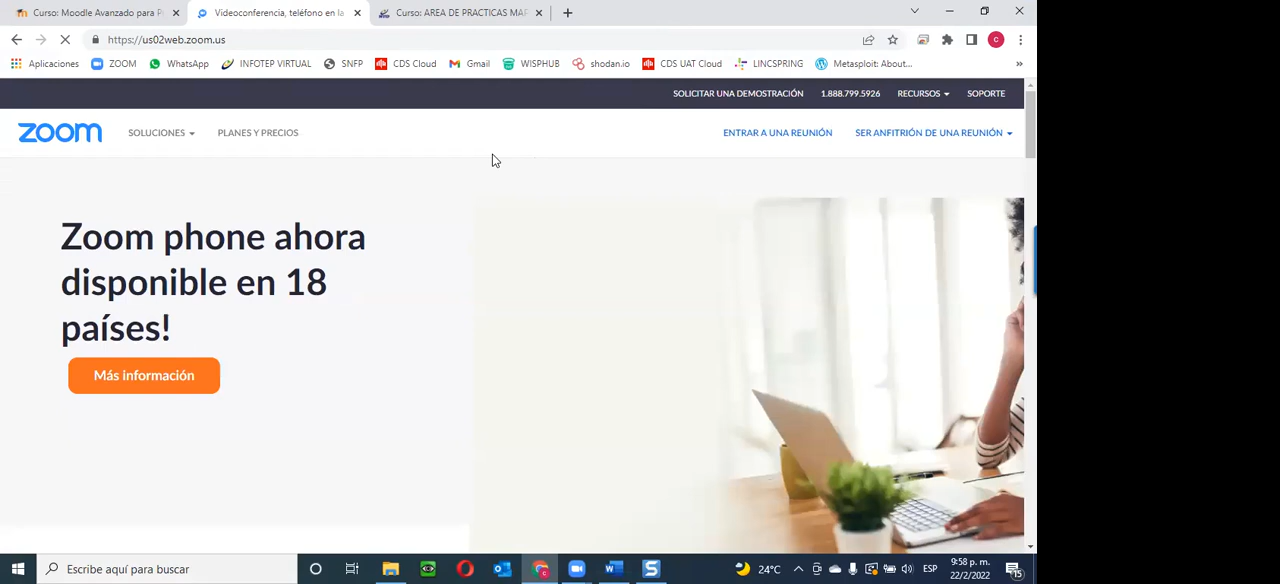 Curso: Moodle Avanzado para P
Videoconferencia, teléfono en la
Curso: AREA DE PRACTICAS MAR
https://us02web.zoom.us
Aplicaciones ZOOM WhatsApp INFOTEP VIRTUAL SNFP CDS Cloud Gmail WISPHUB shodan.io CDS UAT Cloud LINCSPRING Metasploit: About... »
SOLICITAR UNA DEMOSTRACIÓN 1.888.799.5926 RECURSOS SOPORTE
zoom SOLUCIONES PLANES Y PRECIOS ENTRAR A UNA REUNIÓN SER ANFITRIÓN DE UNA REUNIÓN
Zoom phone ahora
disponible en 18
países!
Más información
Escribe aquí para buscar
24°C
ESP
9:58 p. m.
22/2/2022
15